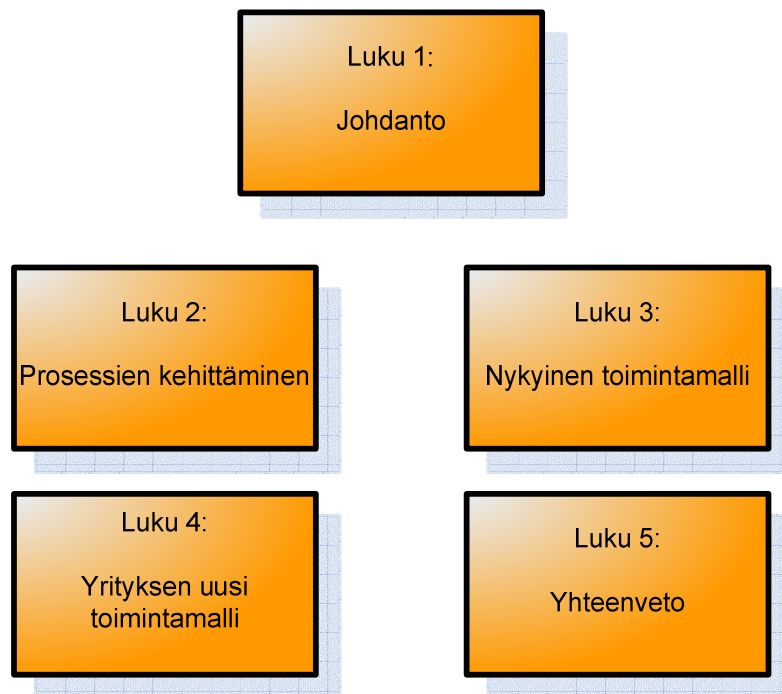 Luku 1:
Johdanto
Luku 2:
Prosessien kehittäminen
Luku 3:
Nykyinen toimintamalli
Luku 4:
Yrityksen uusi
toimintamalli
Luku 5:
Yhteenveto